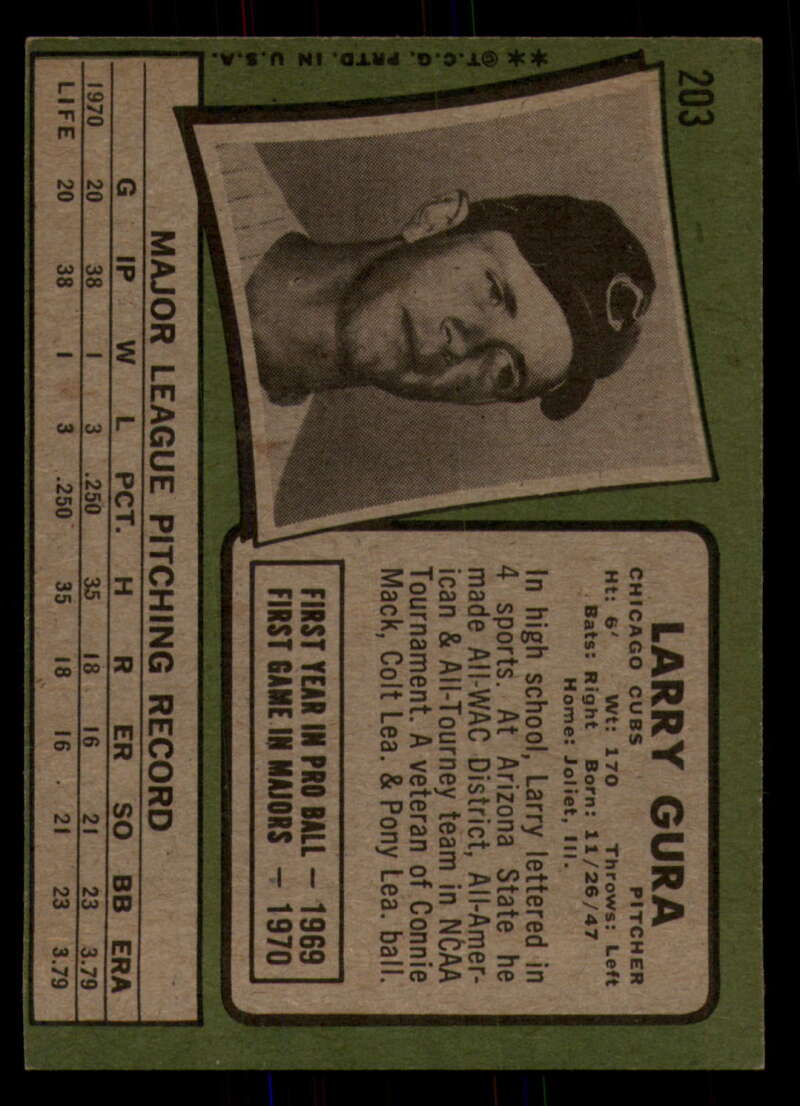 203
LARRY GURA
CHICAGO CUBS PITCHER
Ht: 6' Wt: 170 Throws: Left
Bats: Right Born: 11/26/47
Home: Joliet, Ill.
In high school, Larry lettered in
4 sports. At Arizona State he
made All-WAC District, All-Amer-
ican & All-Tourney team in NCAA
Tournament. A veteran of Connie
Mack, Colt Lea. & Pony Lea. ball.
FIRST YEAR IN PRO BALL — 1969
FIRST GAME IN MAJORS — 1970
C
**© T.C.G. PRTD. IN U.S.A.
MAJOR LEAGUE PITCHING RECORD
G IP W L PCT. H R ER SO BB ERA
1970 20 38 1 3 .250 35 18 16 21 23 3.79
LIFE 20 38 1 3 .250 35 18 16 21 23 3.79